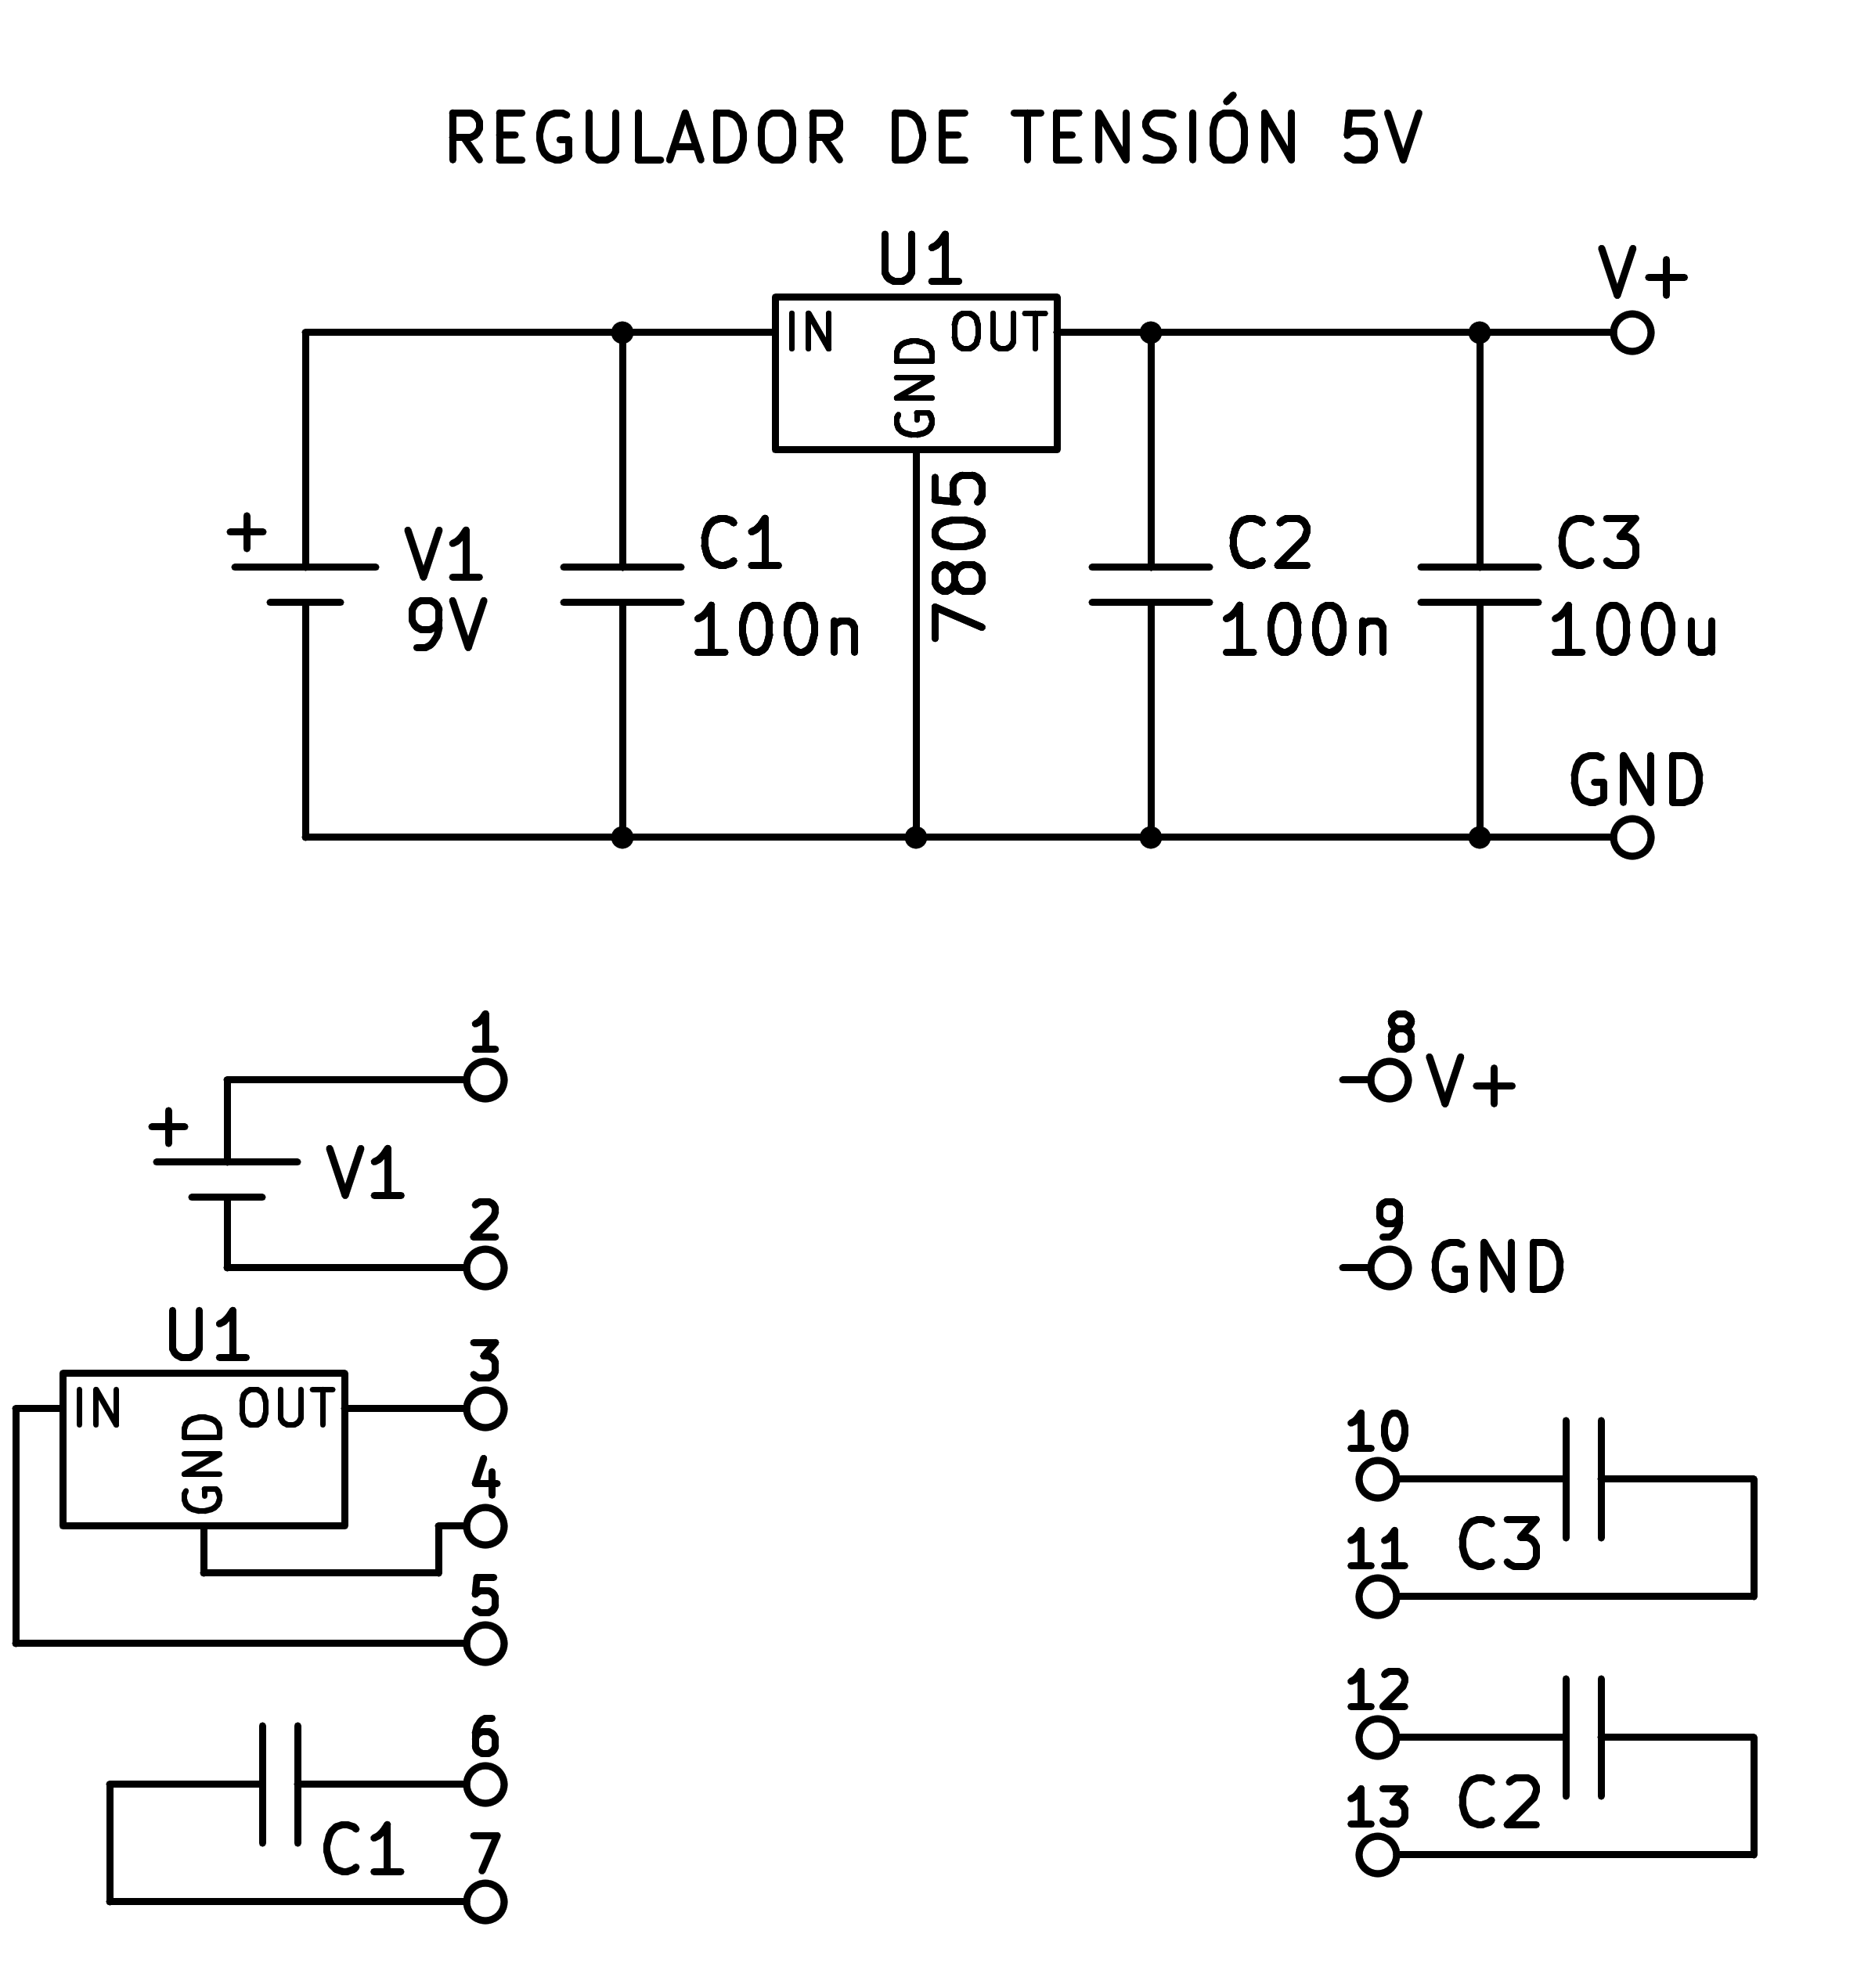 REGULADOR DE TENSIÓN 5V
U1
V+
IN
OUT
GND
7805
+
V1
9V
C1
100n
C2
100n
C3
100u
GND
1
+
V1
2
8
V+
9
GND
U1
IN
OUT
GND
3
4
5
6
C1
7
10
C3
11
12
C2
13